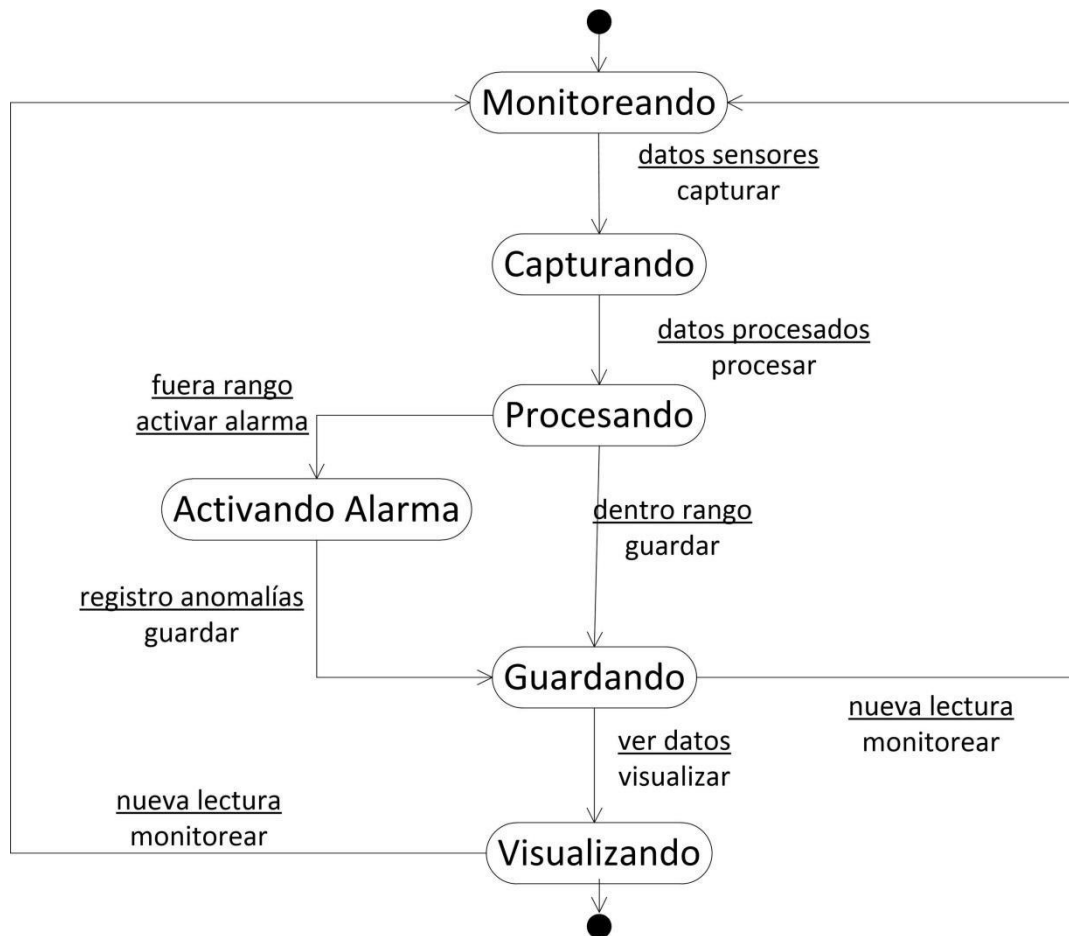 Monitoreando
datos sensores
capturar
Capturando
datos procesados
procesar
fuera rango
activar alarma
Procesando
Activando Alarma
dentro rango
guardar
registro anomalías
guardar
Guardando
nueva lectura
monitorear
ver datos
visualizar
nueva lectura
monitorear
Visualizando